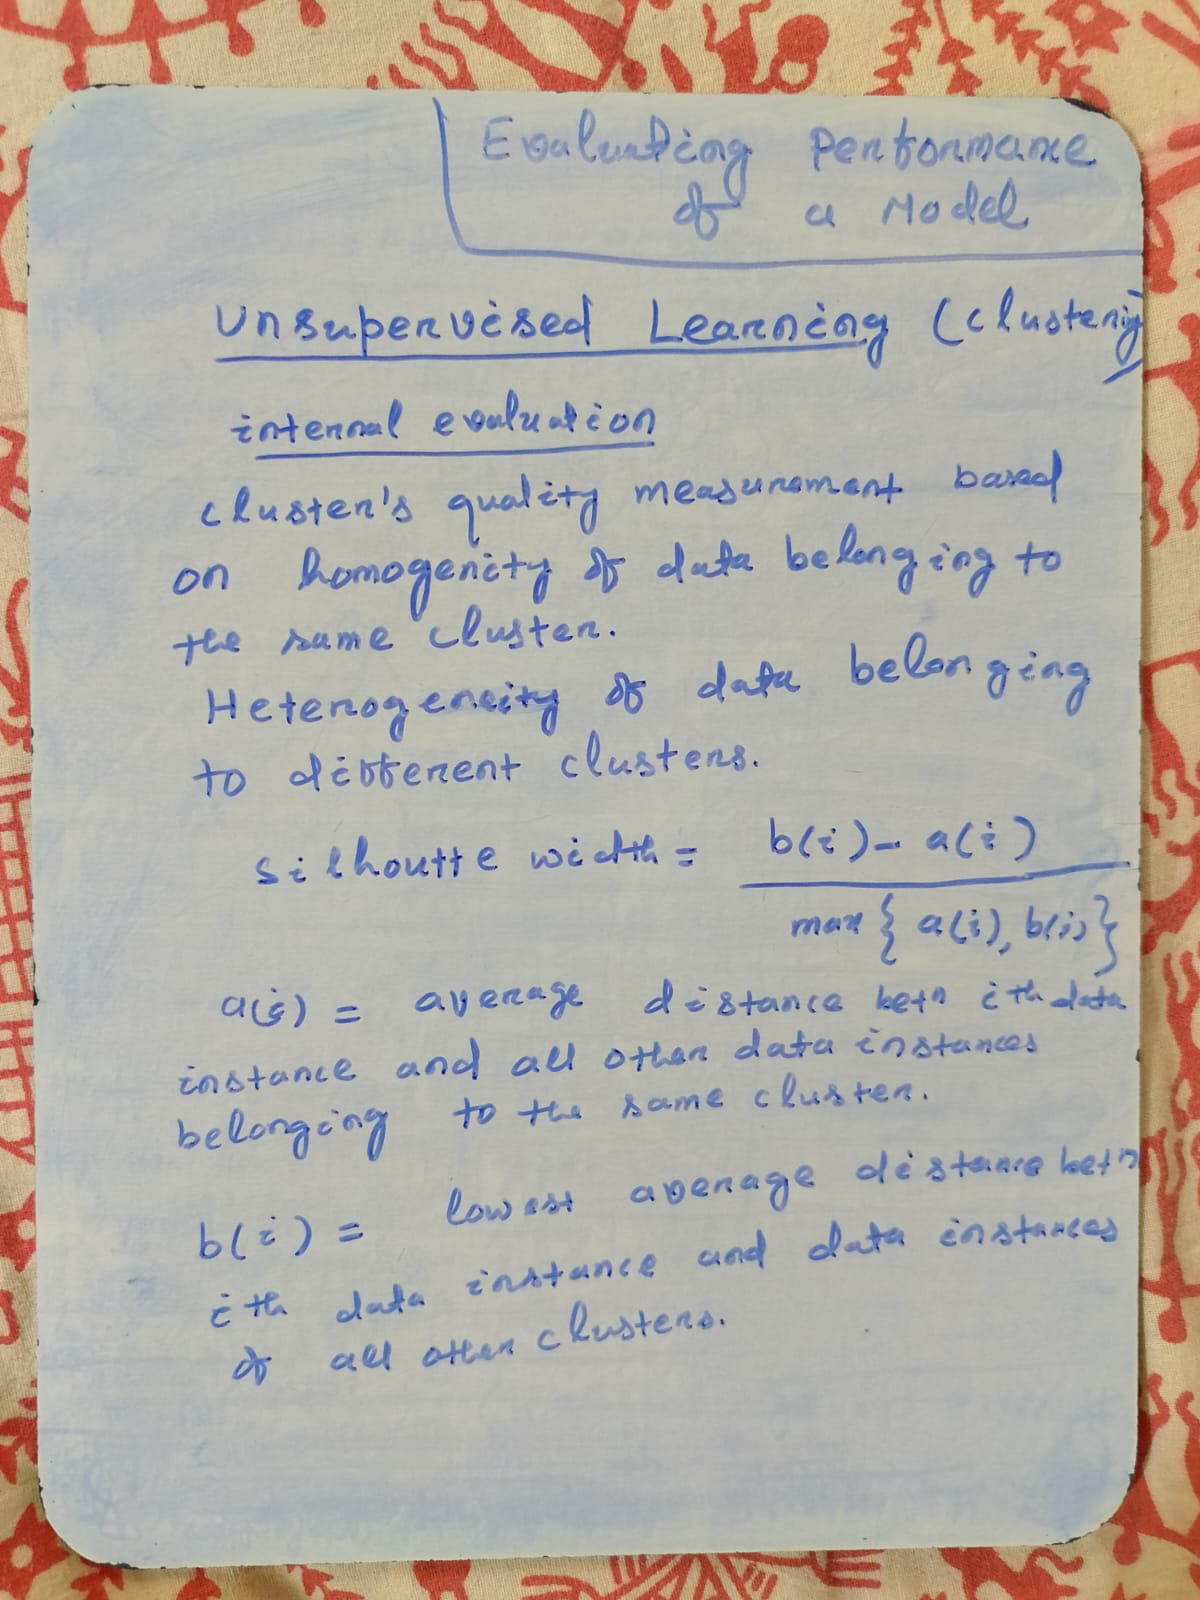 Evaluating Performance
of a Model
Unsupervised Learning (clustering)
internal evaluation
cluster's quality measurement based
on homogenity of data belonging to
the same cluster.
Heterogeneity of data belonging
to different clusters.
silhoutte width = b(i) - a(i)
max { a(i), b(i) }
a(i) = average distance betn ith data
instance and all other data instances
belonging to the same cluster.
b(i) = lowest average distance betn
ith data instance and data instances
of all other clusters.